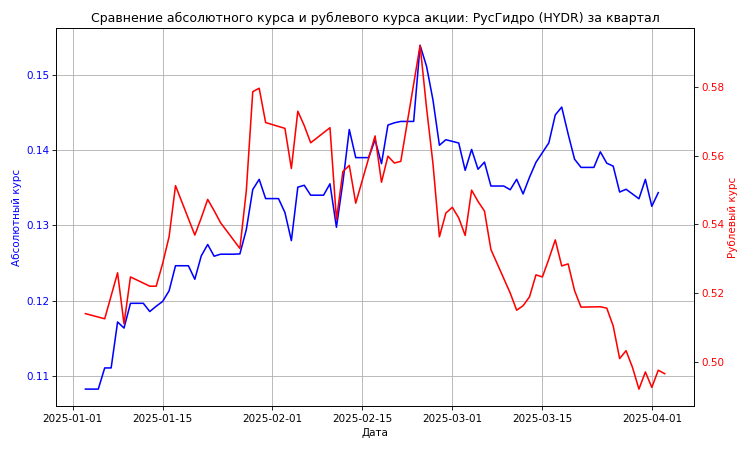 Сравнение абсолютного курса и рублевого курса акции: РусГидро (HYDR) за квартал
Абсолютный курс
0.15
0.14
0.13
0.12
0.11
0.58
0.56
0.54
0.52
0.50
Рублевый курс
2025-01-01 2025-01-15 2025-02-01 2025-02-15 2025-03-01 2025-03-15 2025-04-01
Дата